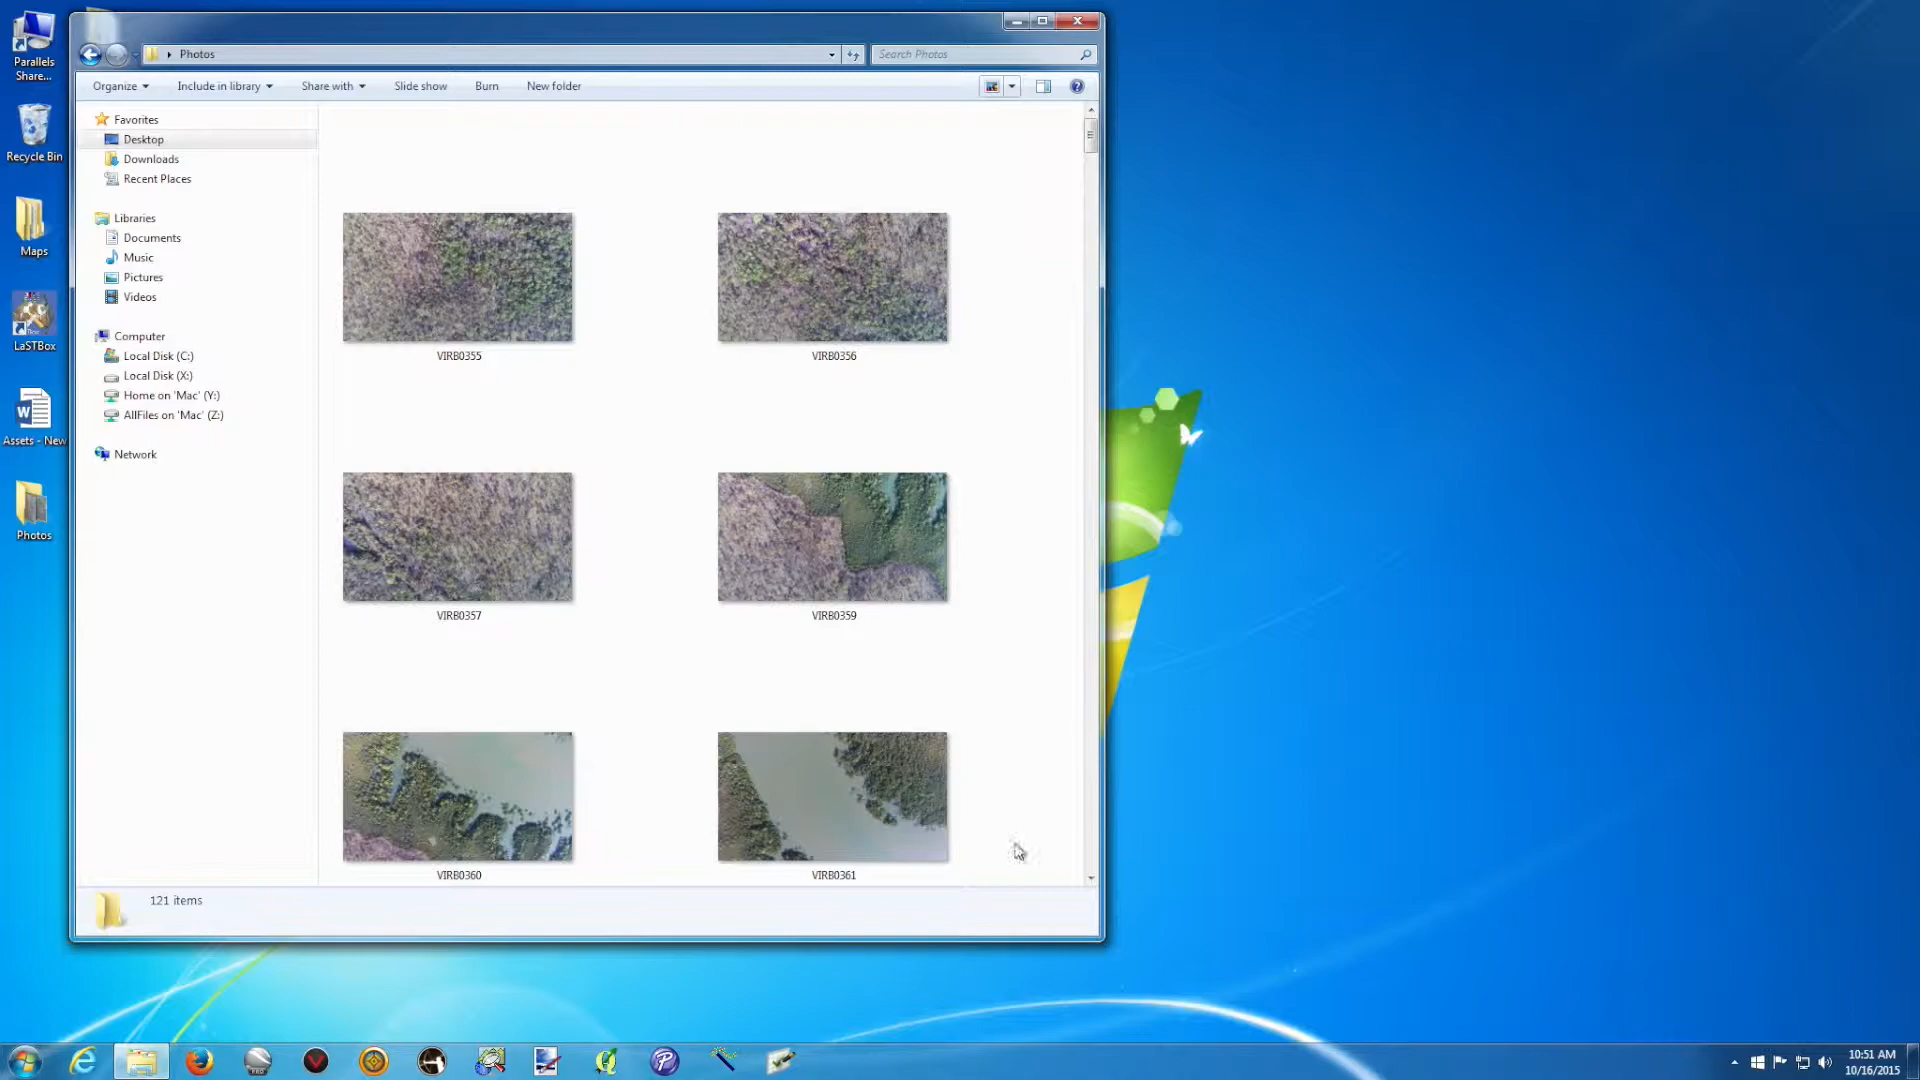 Photos
Search Photos
Organize
Include in library
Share with
Slide show
Burn
New folder
Favorites
Desktop
Downloads
Recent Places
Libraries
Documents
Music
Pictures
Videos
Computer
Local Disk (C:)
Local Disk (X:)
Home on 'Mac' (Y:)
AllFiles on 'Mac' (Z:)
Network
VIRB0355
VIRB0356
VIRB0357
VIRB0359
VIRB0360
VIRB0361
121 items
Parallels
Share...
Recycle Bin
Maps
LaSTBox
Assets - New
Photos
PRO
10:51 AM
10/16/2015